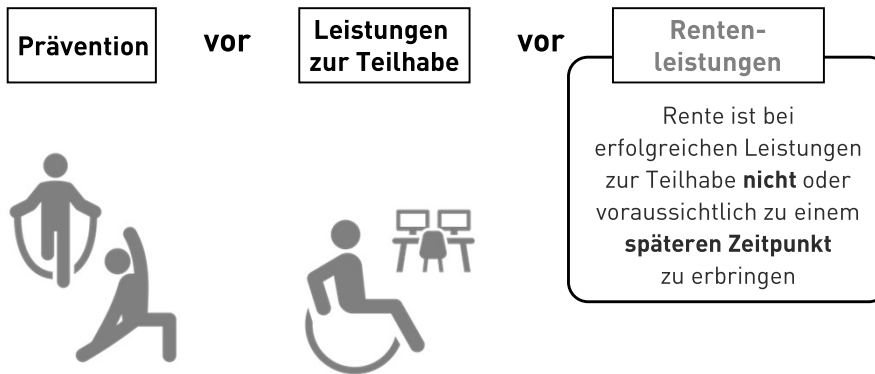 Prävention
vor
Leistungen
zur Teilhabe
vor
Renten-
leistungen
Rente ist bei
erfolgreichen Leistungen
zur Teilhabe nicht oder
voraussichtlich zu einem
späteren Zeitpunkt
zu erbringen